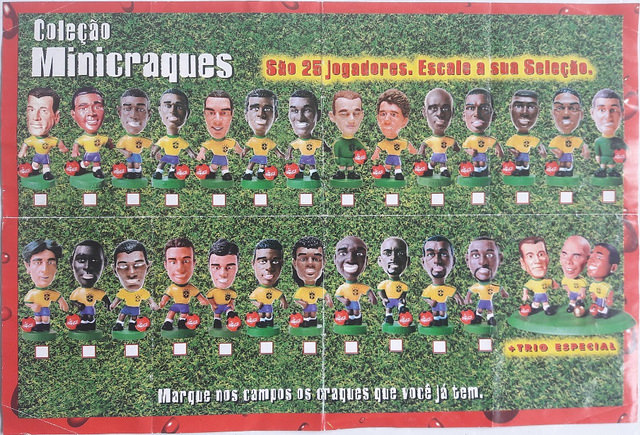 Coleção
Minicraques
São 25 jogadores. Escale a sua Seleção.
+TRIO ESPECIAL
Marque nos campos os craques que você já tem.